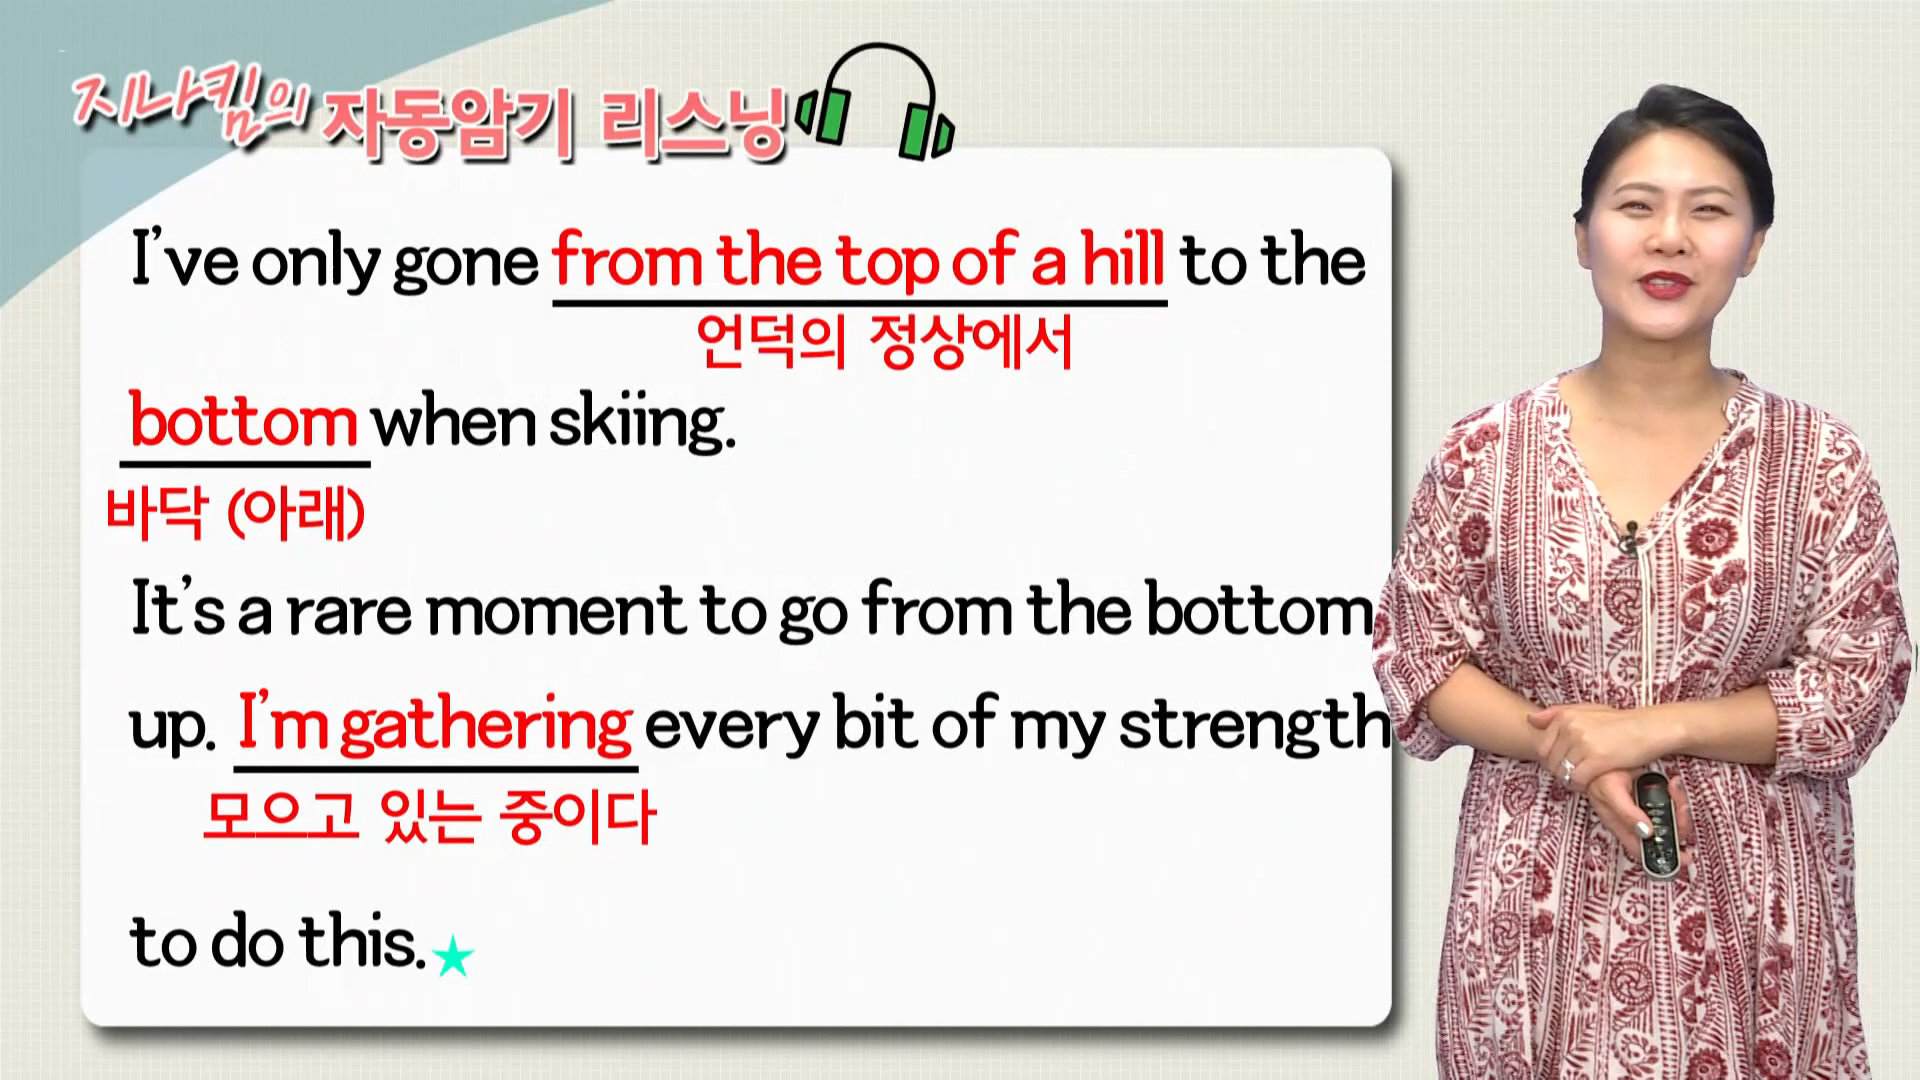 지나킴의 자동암기 리스닝
I've only gone from the top of a hill to the
언덕의 정상에서
bottom when skiing.
바닥 (아래)
It's a rare moment to go from the bottom
up. I'm gathering every bit of my strength
모으고 있는 중이다
to do this.★